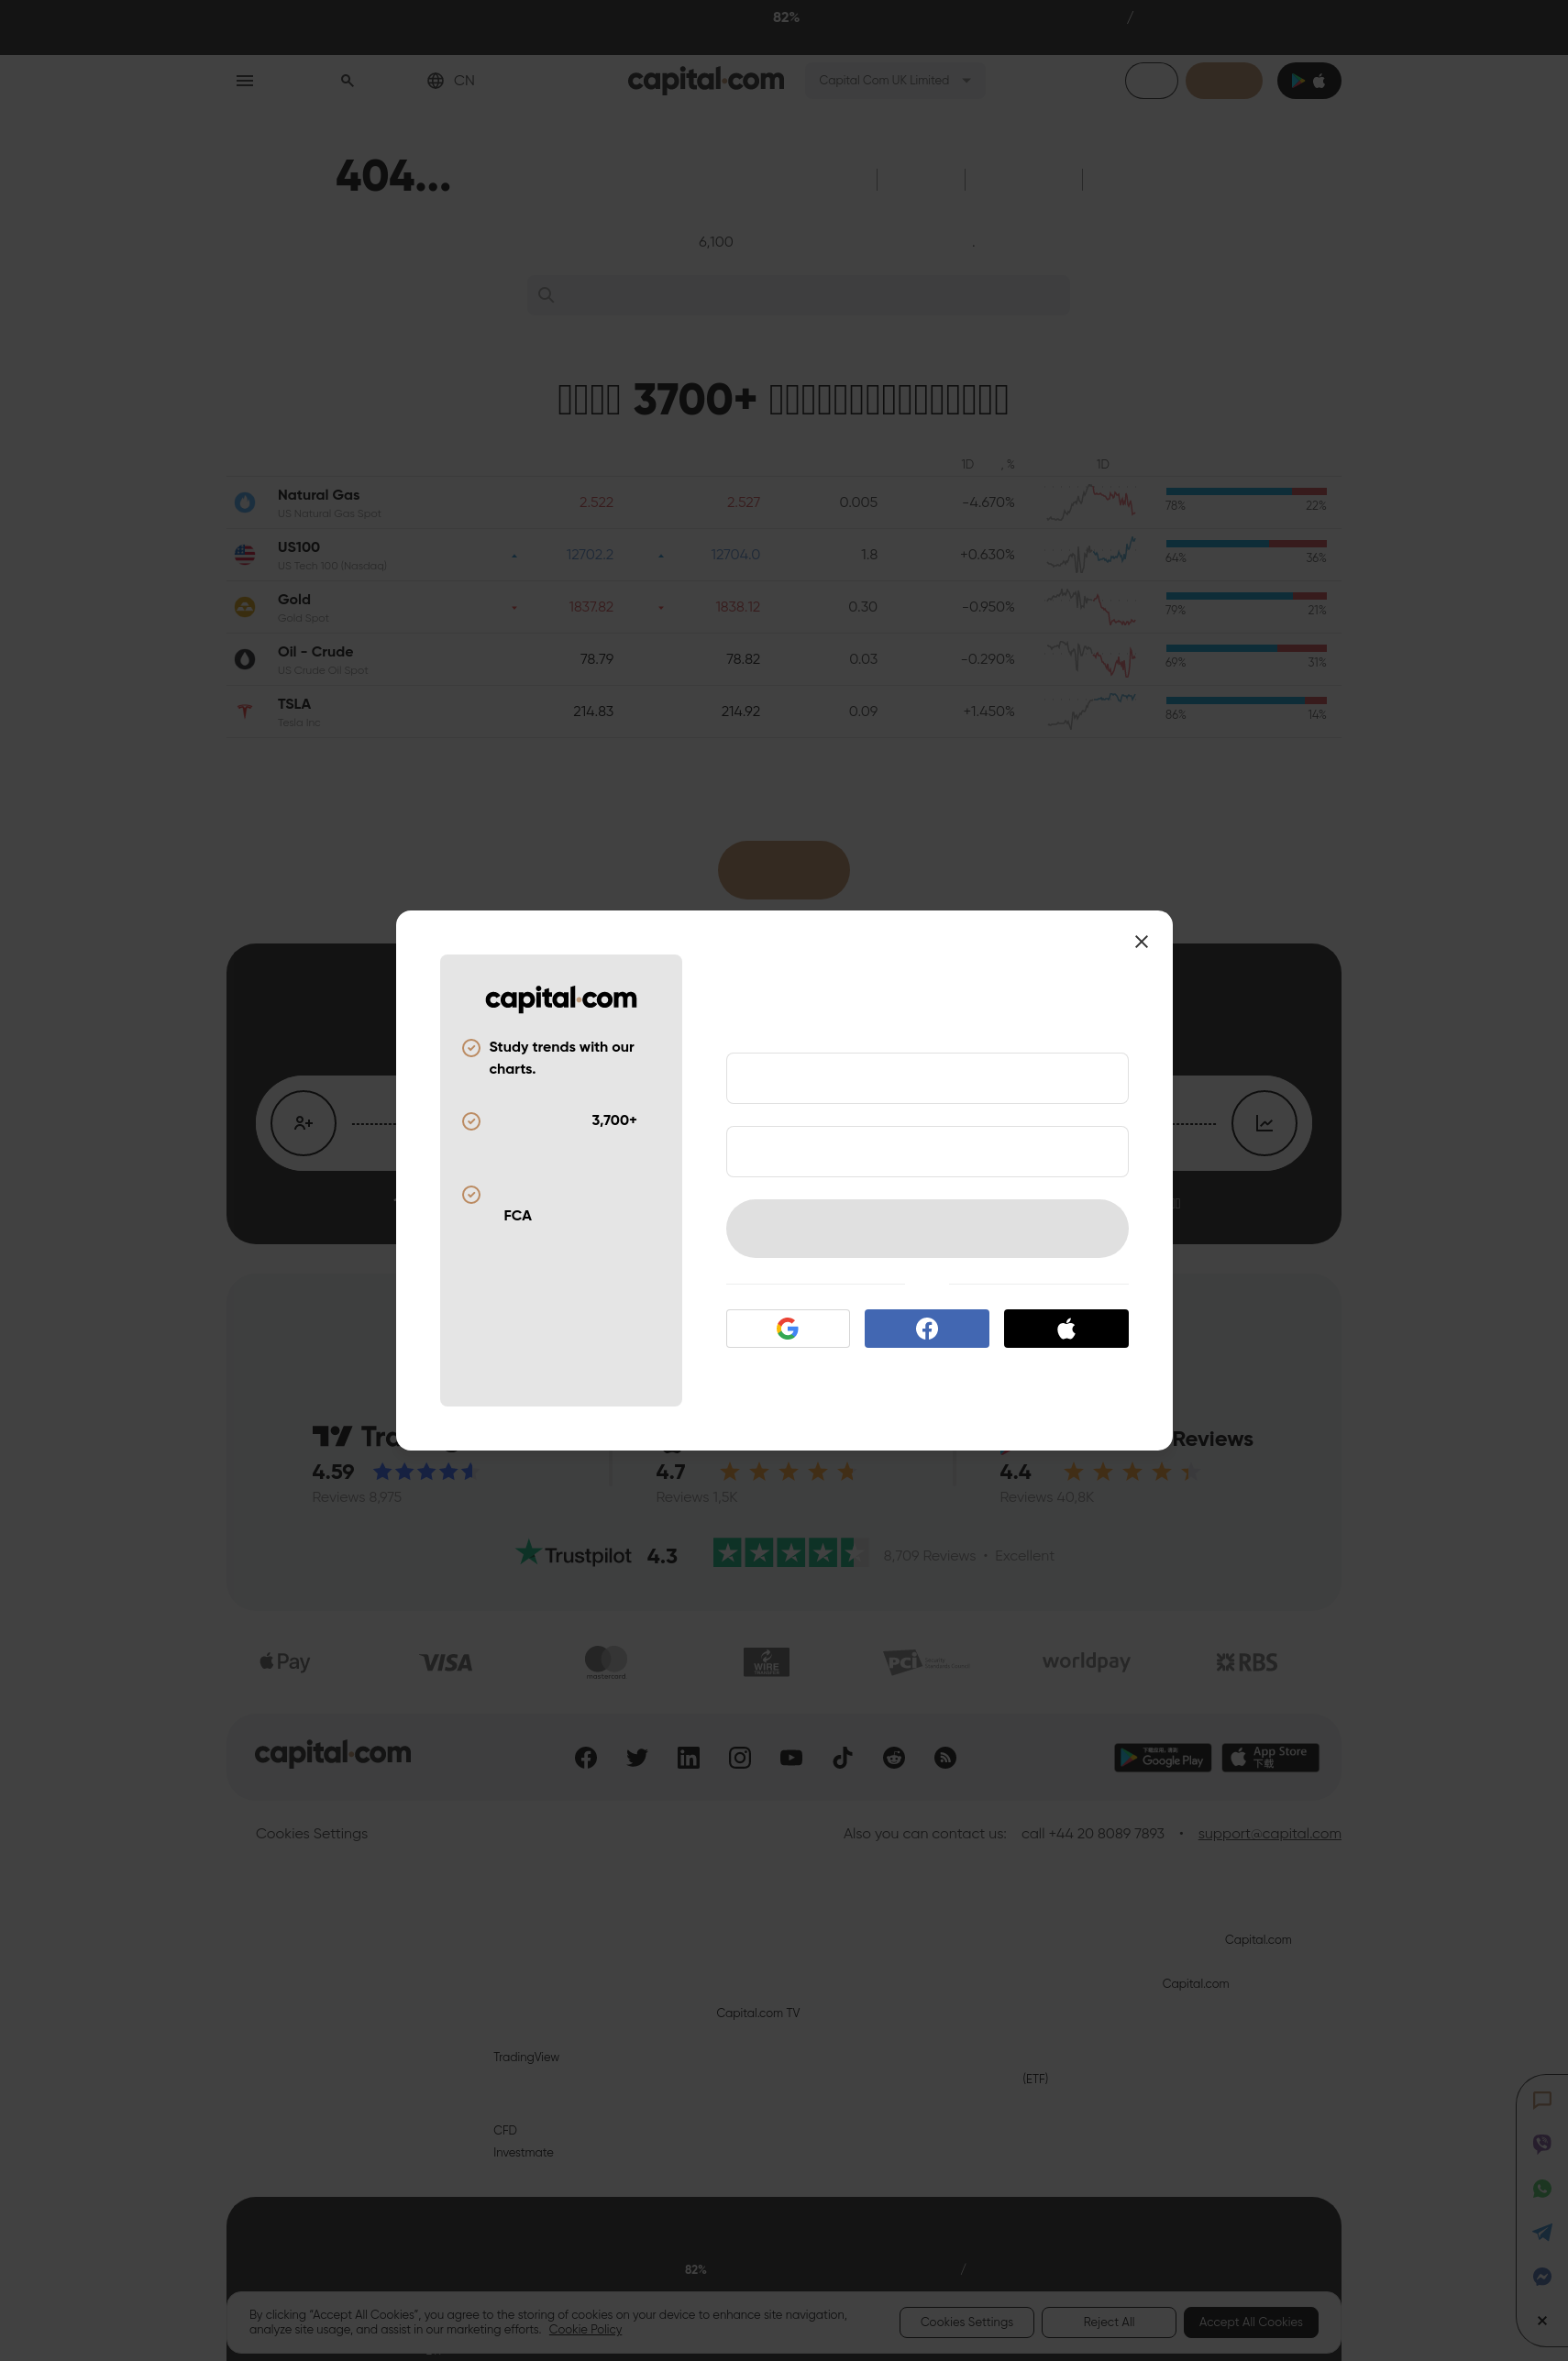 82% /
CN
capital.com
Capital Com UK Limited
404...
6,100 .
3700+
1D , % 1D
Natural Gas
US Natural Gas Spot
2.522 2.527 0.005 -4.670%
78% 22%
US100
US Tech 100 (Nasdaq)
12702.2 12704.0 1.8 +0.630%
64% 36%
Gold
Gold Spot
1837.82 1838.12 0.30 -0.950%
79% 21%
Oil - Crude
US Crude Oil Spot
78.79 78.82 0.03 -0.290%
69% 31%
TSLA
Tesla Inc
214.83 214.92 0.09 +1.450%
86% 14%
capital.com
Study trends with our
charts.
3,700+
FCA
Reviews
4.59
Reviews 8,975
4.7
Reviews 1,5K
4.4
Reviews 40,8K
Trustpilot 4.3 8,709 Reviews • Excellent
Pay VISA mastercard WIRE PCI worldpay RBS
capital.com
Google Play
App Store
下载
Cookies Settings
Also you can contact us: call +44 20 8089 7893 • support@capital.com
Capital.com
Capital.com
Capital.com TV
TradingView
(ETF)
CFD
Investmate
82% /
By clicking “Accept All Cookies”, you agree to the storing of cookies on your device to enhance site navigation,
analyze site usage, and assist in our marketing efforts. Cookie Policy
Cookies Settings
Reject All
Accept All Cookies